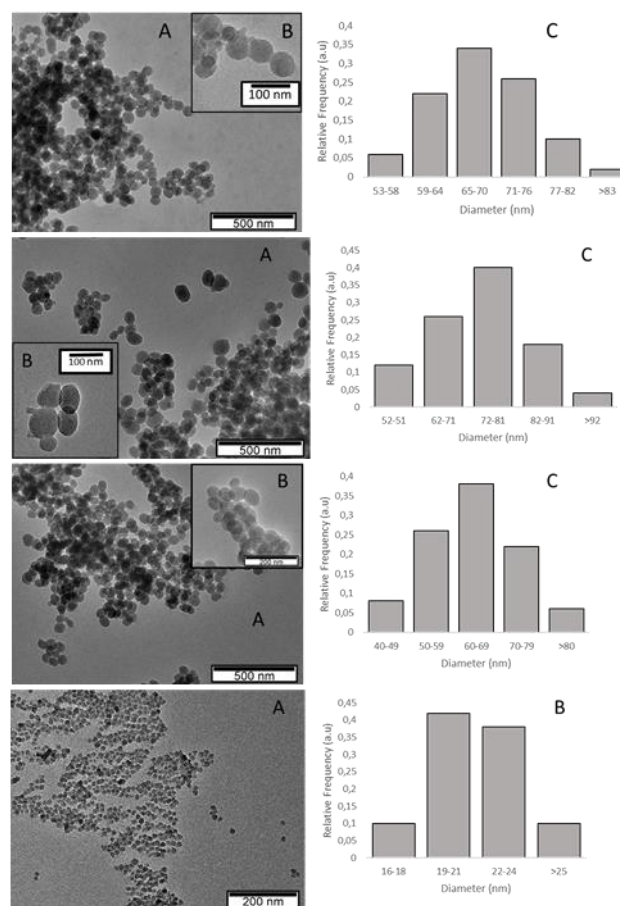 A
B
100 nm
500 nm
C
Relative Frequency (a.u)
0,4
0,35
0,3
0,25
0,2
0,15
0,1
0,05
0
53-58 59-64 65-70 71-76 77-82 >83
Diameter (nm)
A
B
100 nm
500 nm
C
Relative Frequency (a.u)
0,45
0,4
0,35
0,3
0,25
0,2
0,15
0,1
0,05
0
52-51 62-71 72-81 82-91 >92
Diameter (nm)
B
200 nm
A
500 nm
C
Relative Frequency (a.u)
0,4
0,35
0,3
0,25
0,2
0,15
0,1
0,05
0
40-49 50-59 60-69 70-79 >80
Diameter (nm)
A
200 nm
B
Relative Frequency (a.u)
0,45
0,4
0,35
0,3
0,25
0,2
0,15
0,1
0,05
0
16-18 19-21 22-24 >25
Diameter (nm)